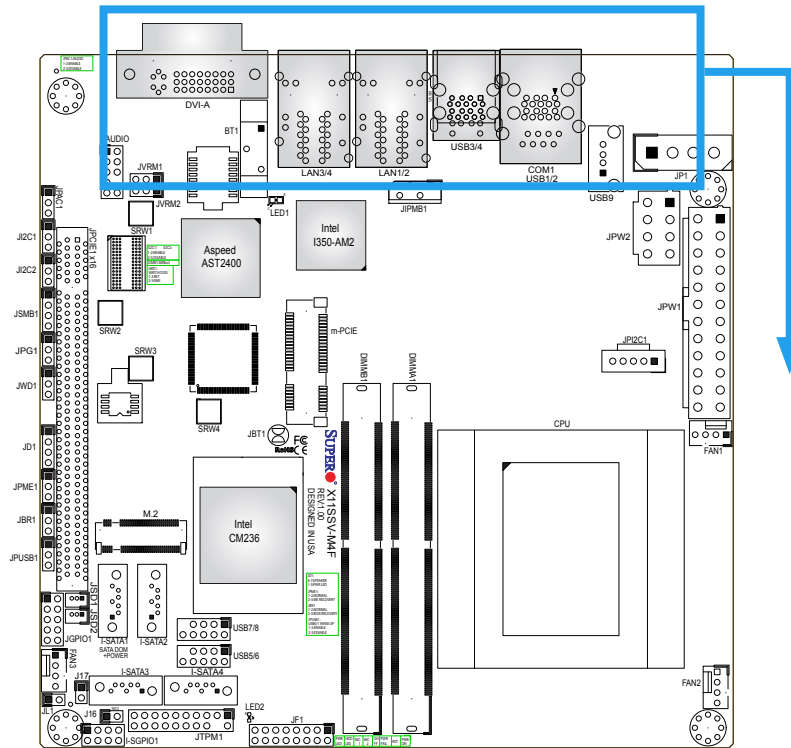 DVI-A
LAN3/4
LAN1/2
USB3/4
COM1
USB1/2
USB9
JP1
BT1
AUDIO
JVRM1
JVRM2
LED1
JIPMB1
JPAC1
JI2C1
JI2C2
JSMB1
JPG1
JWD1
JD1
JPME1
JBR1
JPUSB1
JPCIE1 x16
SRW1
SRW2
SRW3
SRW4
Aspeed
AST2400
Intel
I350-AM2
JPW2
JPW1
JPI2C1
m-PCIE
DIMMB1
DIMMA1
CPU
FAN1
JBT1
FC
RoHS CE
SUPER
X11SSV-M4F
REV:1.00
DESIGNED IN USA
Intel
CM236
M.2
JSD1
JSD2
JGPIO1
I-SATA1
SATA DOM
+POWER
I-SATA2
USB7/8
USB5/6
FAN3
J17
I-SATA3
I-SATA4
JL1
J16
I-SGPIO1
JTPM1
LED2
JF1
FAN2